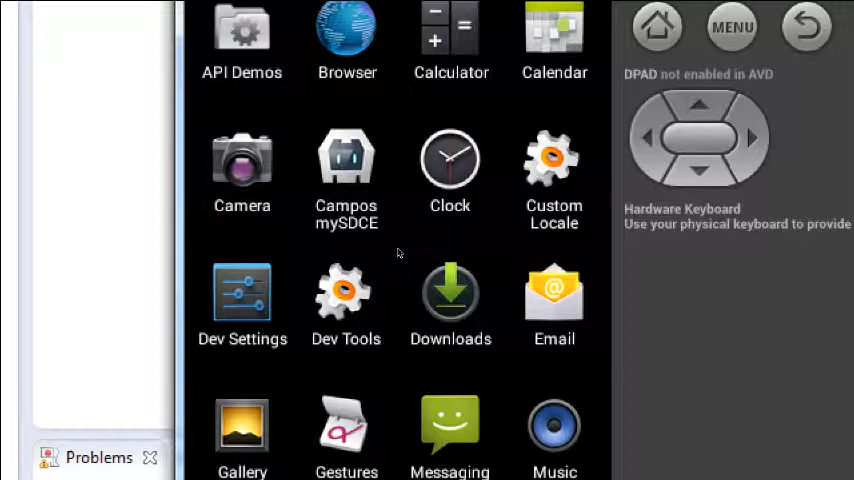 API Demos
Browser
Calculator
Calendar
MENU
DPAD not enabled in AVD
Camera
Campos
mySDCE
Clock
Custom
Locale
Hardware Keyboard
Use your physical keyboard to provide
Dev Settings
Dev Tools
Downloads
Email
Gallery
Gestures
Messaging
Music
Problems